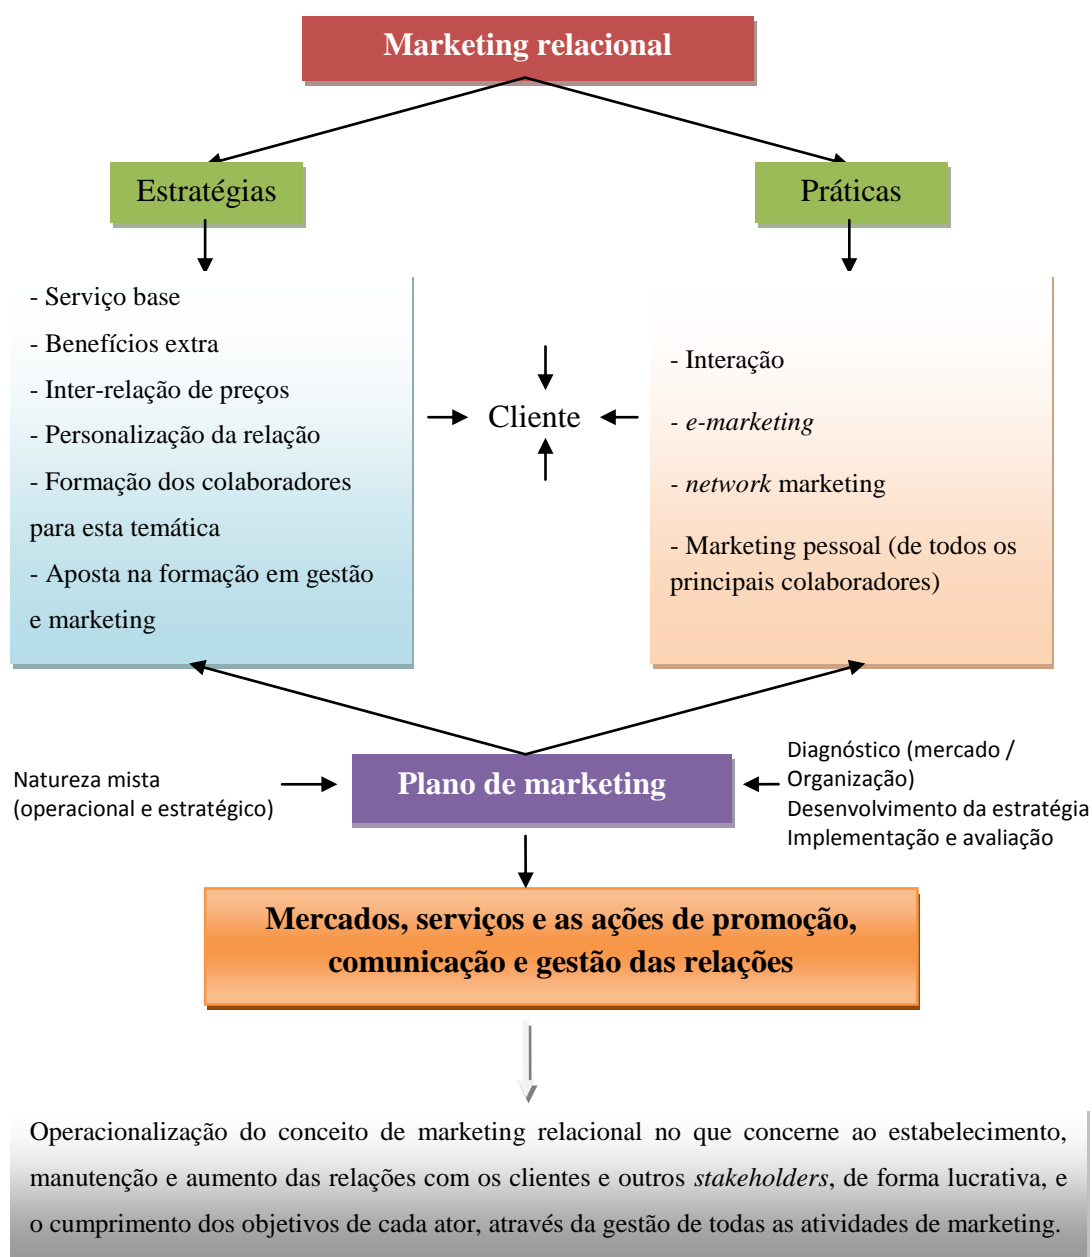 Marketing relacional
Estratégias
Práticas
- Serviço base
- Benefícios extra
- Inter-relação de preços
- Personalização da relação
- Formação dos colaboradores
para esta temática
- Aposta na formação em gestão
e marketing
Cliente
- Interação
- e-marketing
- network marketing
- Marketing pessoal (de todos os
principais colaboradores)
Natureza mista
(operacional e estratégico)
Plano de marketing
Diagnóstico (mercado /
Organização)
Desenvolvimento da estratégia
Implementação e avaliação
Mercados, serviços e as ações de promoção,
comunicação e gestão das relações
Operacionalização do conceito de marketing relacional no que concerne ao estabelecimento,
manutenção e aumento das relações com os clientes e outros stakeholders, de forma lucrativa, e
o cumprimento dos objetivos de cada ator, através da gestão de todas as atividades de marketing.